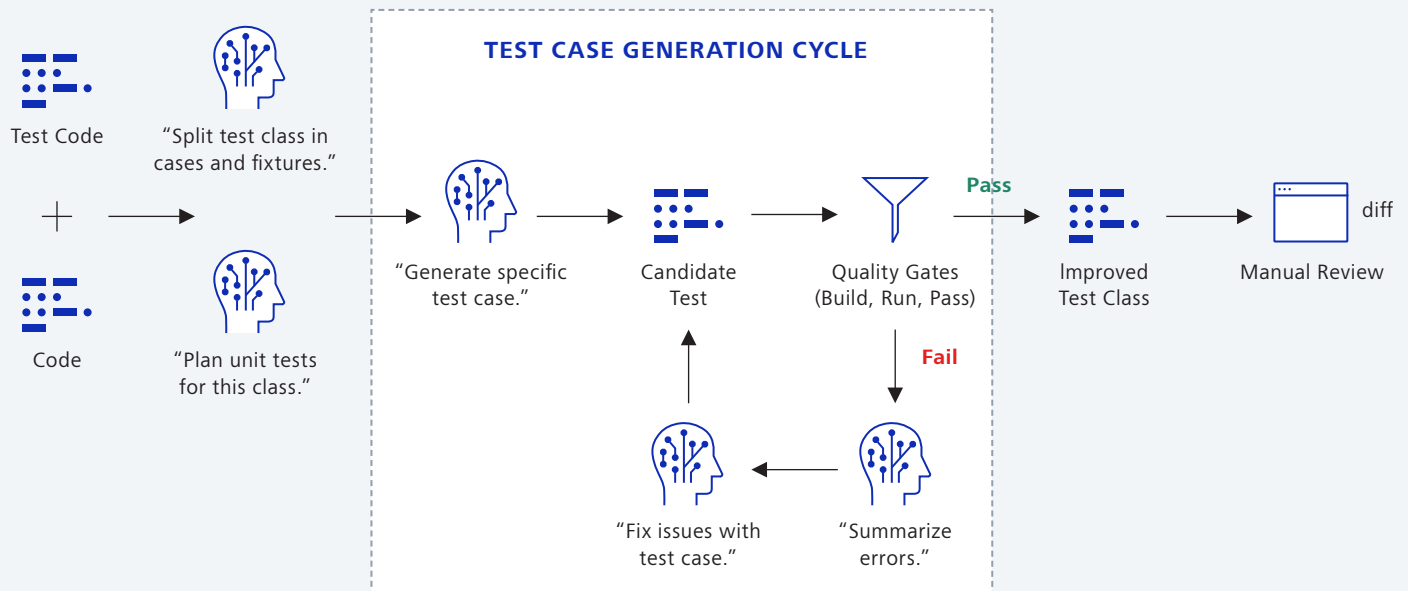 TEST CASE GENERATION CYCLE
Test Code
“Split test class in
cases and fixtures.”
Code
“Plan unit tests
for this class.”
“Generate specific
test case.”
Candidate
Test
Quality Gates
(Build, Run, Pass)
Pass
Improved
Test Class
diff
Manual Review
Fail
“Fix issues with
test case.”
“Summarize
errors.”